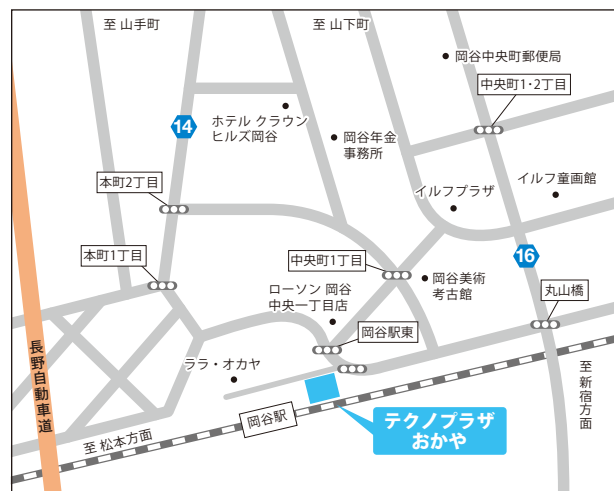 至 山手町
至 山下町
岡谷中央町郵便局
中央町1・2丁目
ホテル クラウン
ヒルズ岡谷
14
岡谷年金
事務所
本町2丁目
イルフプラザ
イルフ童画館
本町1丁目
中央町1丁目
16
岡谷美術
考古館
ローソン 岡谷
中央一丁目店
丸山橋
岡谷駅東
長野自動車道
ララ・オカヤ
至 新宿方面
岡谷駅
テクノプラザ
おかや
至 松本方面